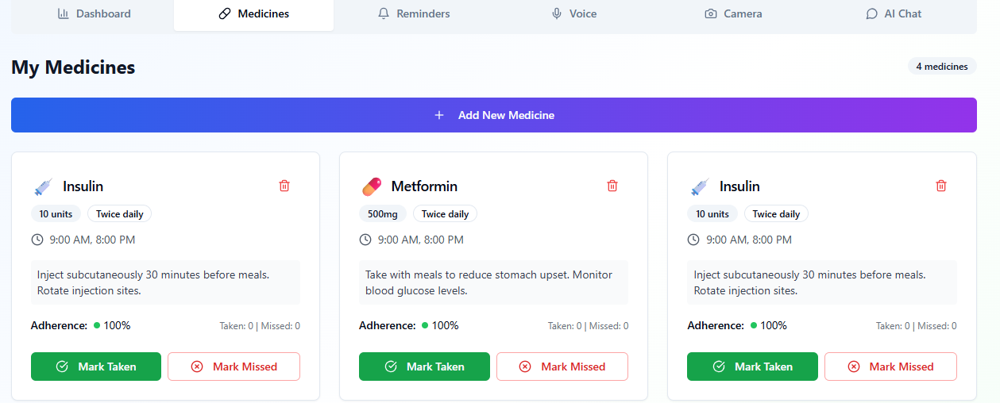 Dashboard Medicines Reminders Voice Camera AI Chat
My Medicines
4 medicines
+ Add New Medicine
Insulin
10 units Twice daily
9:00 AM, 8:00 PM
Inject subcutaneously 30 minutes before meals.
Rotate injection sites.
Adherence: 100% Taken: 0 | Missed: 0
Mark Taken Mark Missed
Metformin
500mg Twice daily
9:00 AM, 8:00 PM
Take with meals to reduce stomach upset. Monitor
blood glucose levels.
Adherence: 100% Taken: 0 | Missed: 0
Mark Taken Mark Missed
Insulin
10 units Twice daily
9:00 AM, 8:00 PM
Inject subcutaneously 30 minutes before meals.
Rotate injection sites.
Adherence: 100% Taken: 0 | Missed: 0
Mark Taken Mark Missed